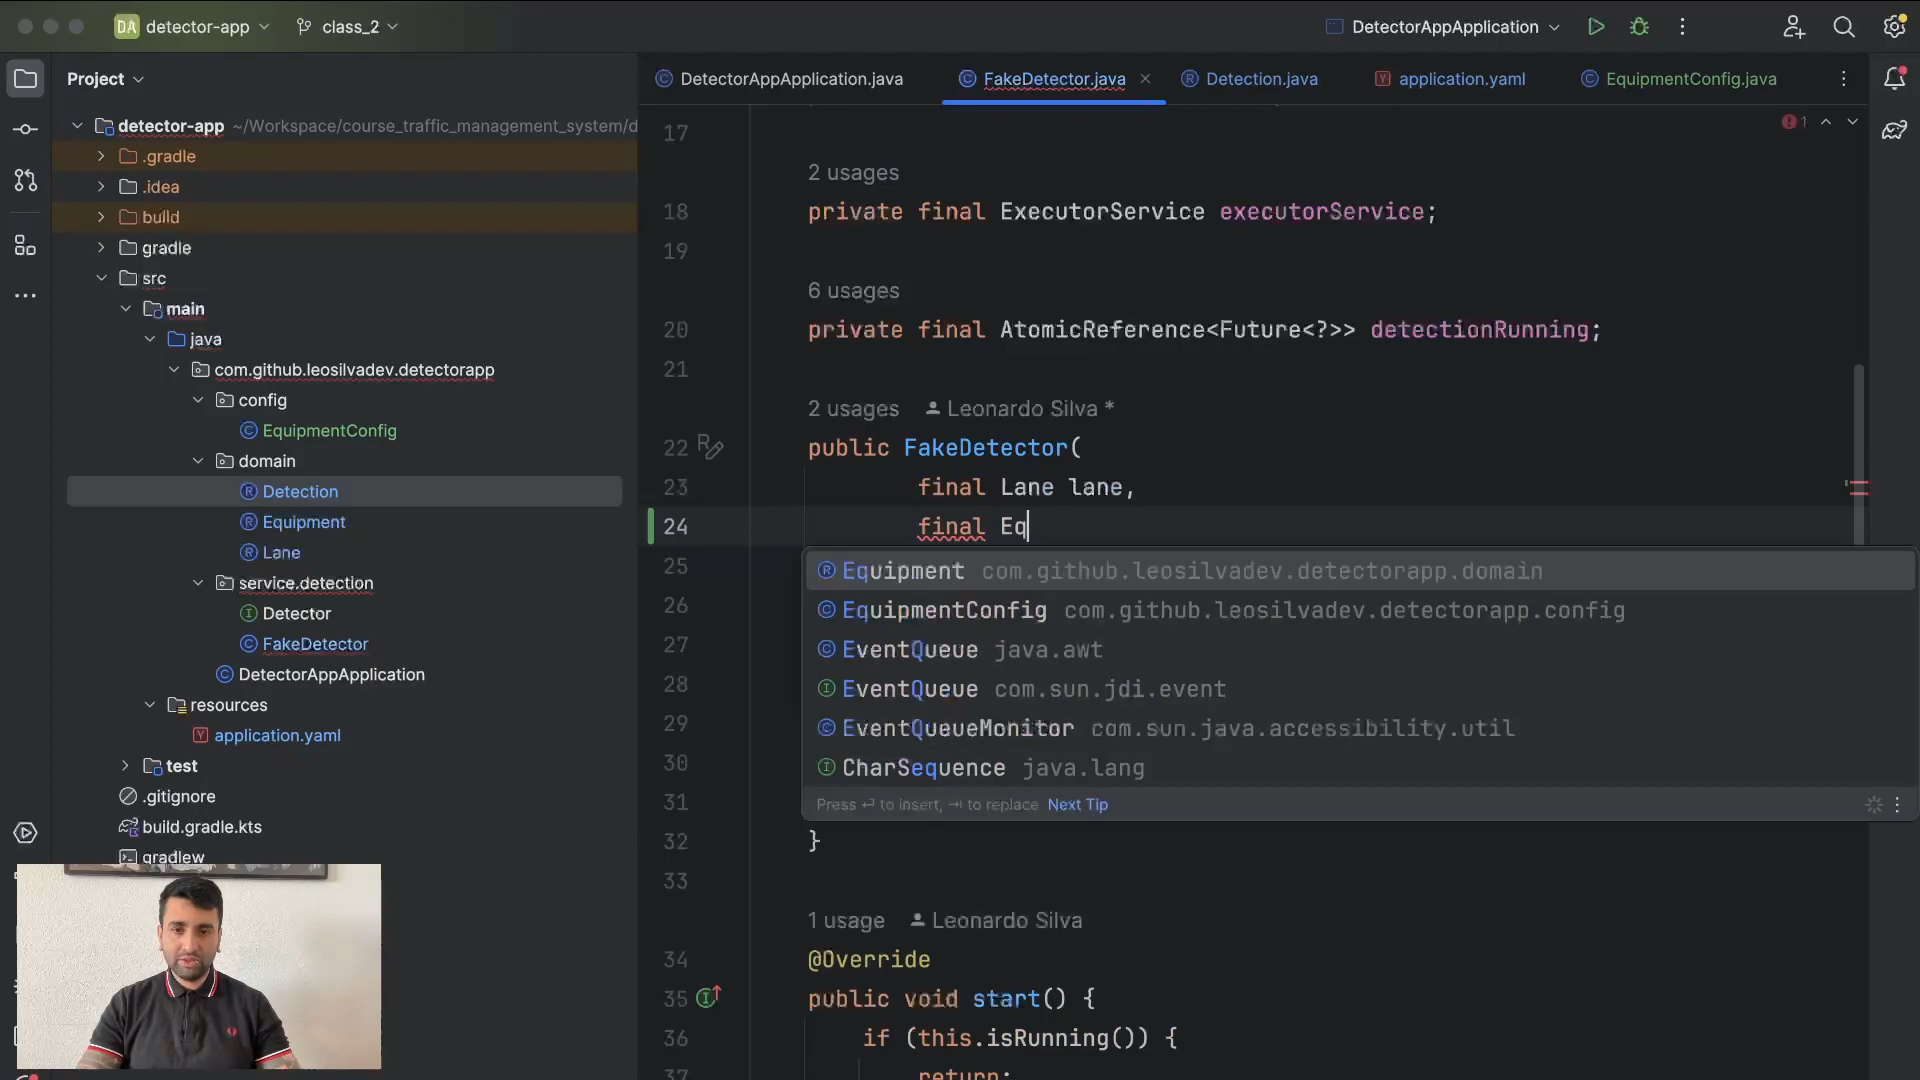 DA detector-app class_2 DetectorAppApplication
Project
DetectorAppApplication.java FakeDetector.java Detection.java application.yaml EquipmentConfig.java
detector-app ~/Workspace/course_traffic_management_system/d
.gradle
.idea
build
gradle
src
main
java
com.github.leosilvadev.detectorapp
config
EquipmentConfig
domain
Detection
Equipment
Lane
service.detection
Detector
FakeDetector
DetectorAppApplication
resources
application.yaml
test
.gitignore
build.gradle.kts
gradlew
1
17
2 usages
18 private final ExecutorService executorService;
19
6 usages
20 private final AtomicReference<Future<?>> detectionRunning;
21
2 usages Leonardo Silva *
22 public FakeDetector(
23 final Lane lane,
24 final Eq
25 Equipment com.github.leosilvadev.detectorapp.domain
26 EquipmentConfig com.github.leosilvadev.detectorapp.config
27 EventQueue java.awt
28 EventQueue com.sun.jdi.event
29 EventQueueMonitor com.sun.java.accessibility.util
30 CharSequence java.lang
31 Press ↵ to insert, ⇥ to replace Next Tip
32 }
33
1 usage Leonardo Silva
34 @Override
35 public void start() {
36 if (this.isRunning()) {
37 return;